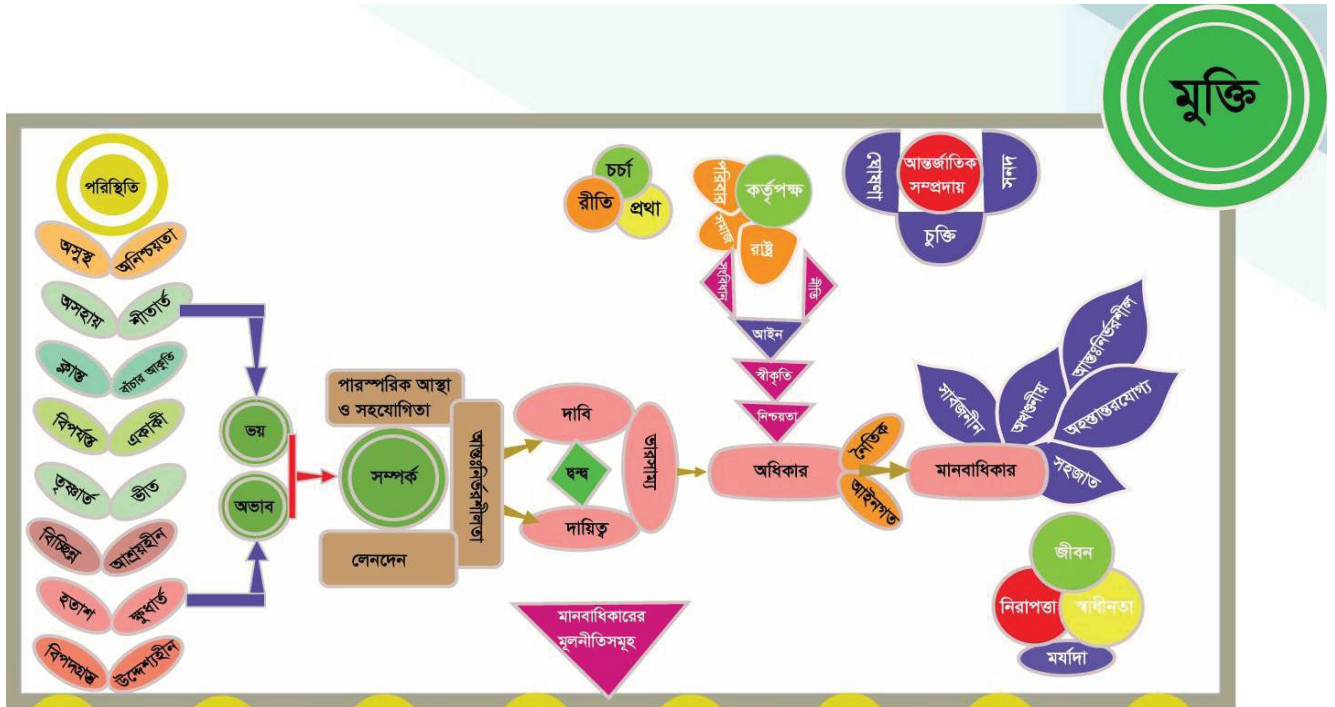 মুক্তি
পরিস্থিতি
অসুস্থ
অনিশ্চয়তা
অসহায়
শীতার্ত
ক্লান্ত
বাঁচার আকুতি
বিপর্যস্ত
একাকী
তৃষ্ণার্ত
ভীত
বিচ্ছিন্ন
আশ্রয়হীন
হতাশ
ক্ষুধার্ত
বিপদগ্রস্ত
উদ্দেশ্যহীন
ভয়
অভাব
পারস্পরিক আস্থা
ও সহযোগিতা
সম্পর্ক
লেনদেন
আন্তঃনির্ভরশীলতা
দাবি
দ্বন্দ্ব
দায়িত্ব
ভারসাম্য
চর্চা
রীতি
প্রথা
পরিবার
সমাজ
রাষ্ট্র
কর্তৃপক্ষ
সংবিধান
নীতি
আইন
স্বীকৃতি
নিশ্চয়তা
অধিকার
নৈতিক
আইনগত
আন্তর্জাতিক
সম্প্রদায়
ঘোষণা
সনদ
চুক্তি
মানবাধিকার
সার্বজনীন
অখণ্ডনীয়
আন্তঃনির্ভরশীল
অহস্তান্তরযোগ্য
সহজাত
জীবন
নিরাপত্তা
স্বাধীনতা
মর্যাদা
মানবাধিকারের
মূলনীতিসমূহ